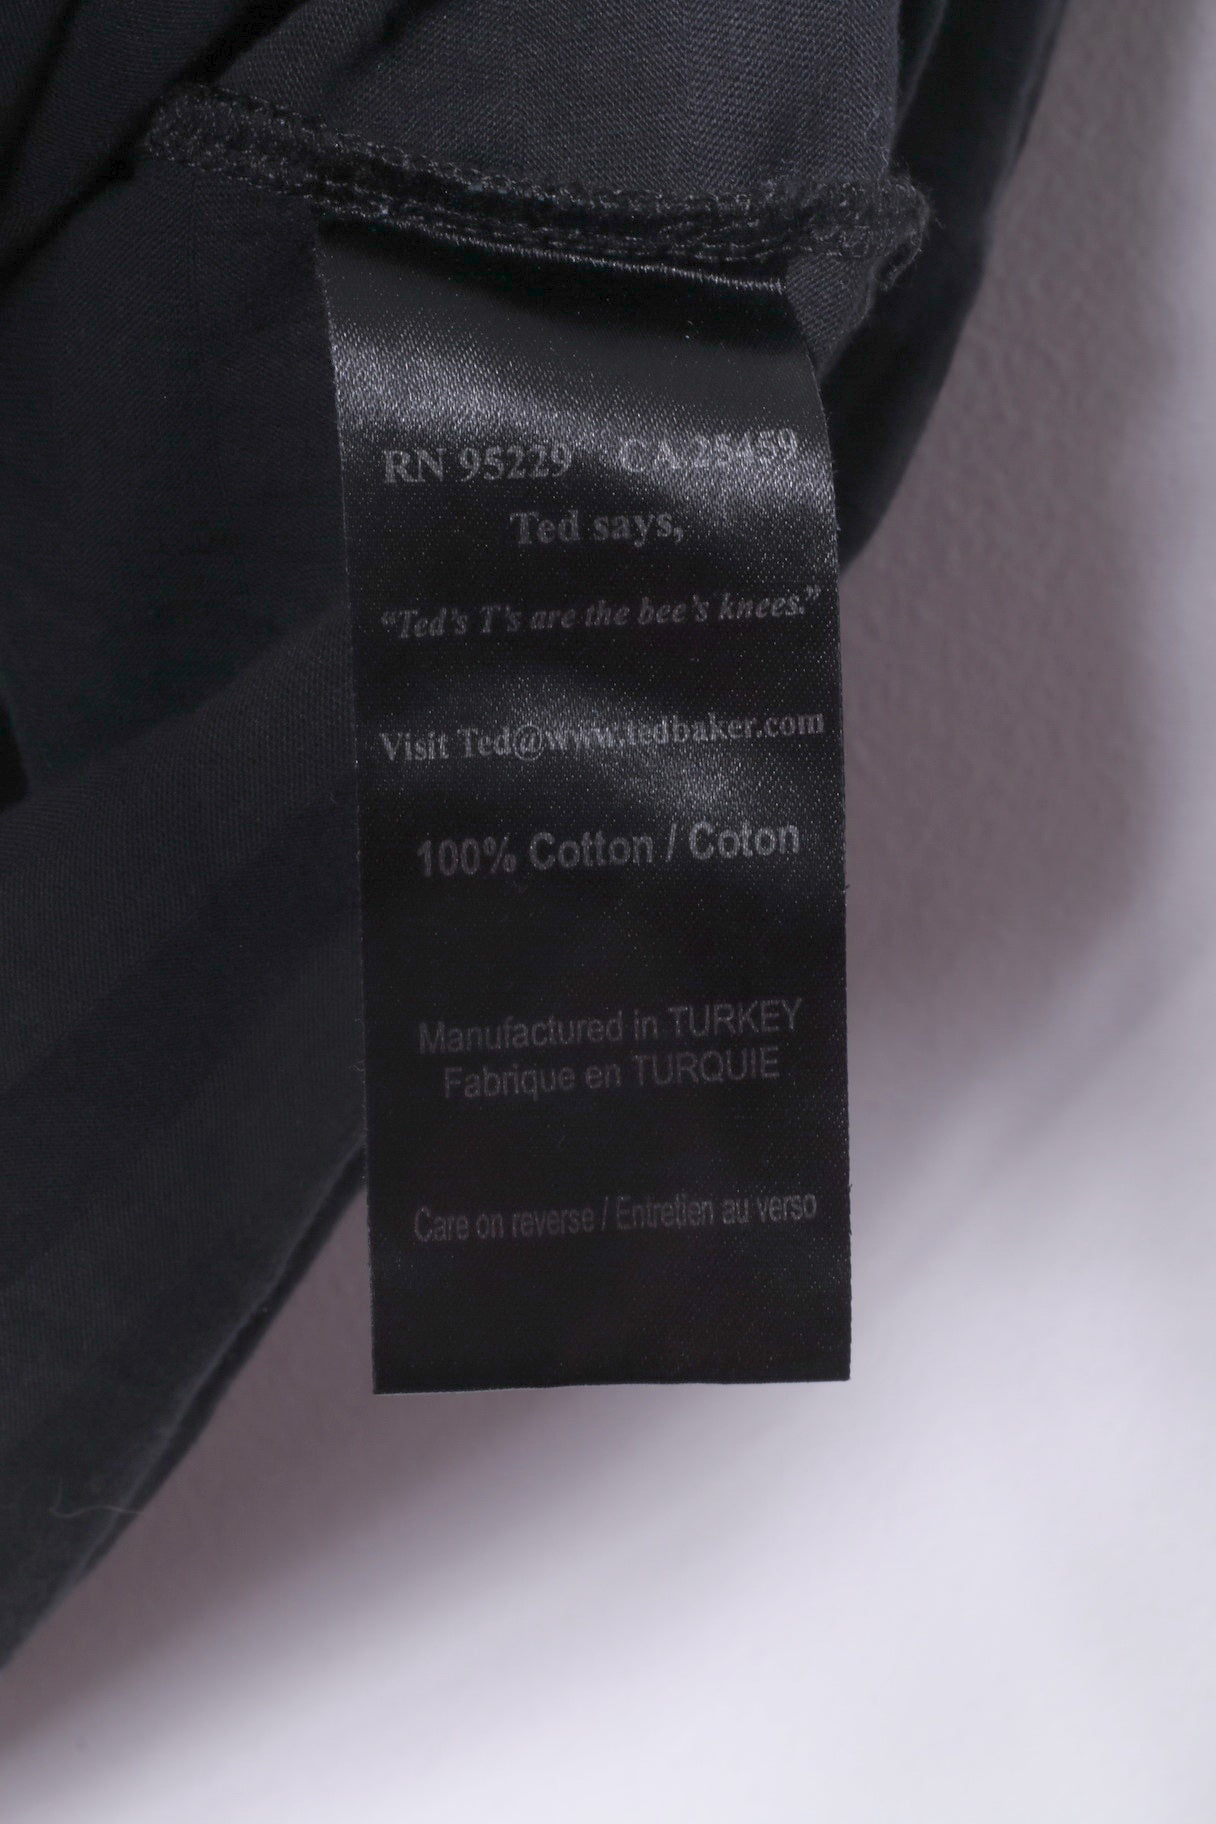 RN 95229 CA 25459
Ted says,
“Ted's T's are the bee's knees.”
Visit Ted@www.tedbaker.com
100% Cotton / Coton
Manufactured in TURKEY
Fabrique en TURQUIE
Care on reverse / Entretien au verso